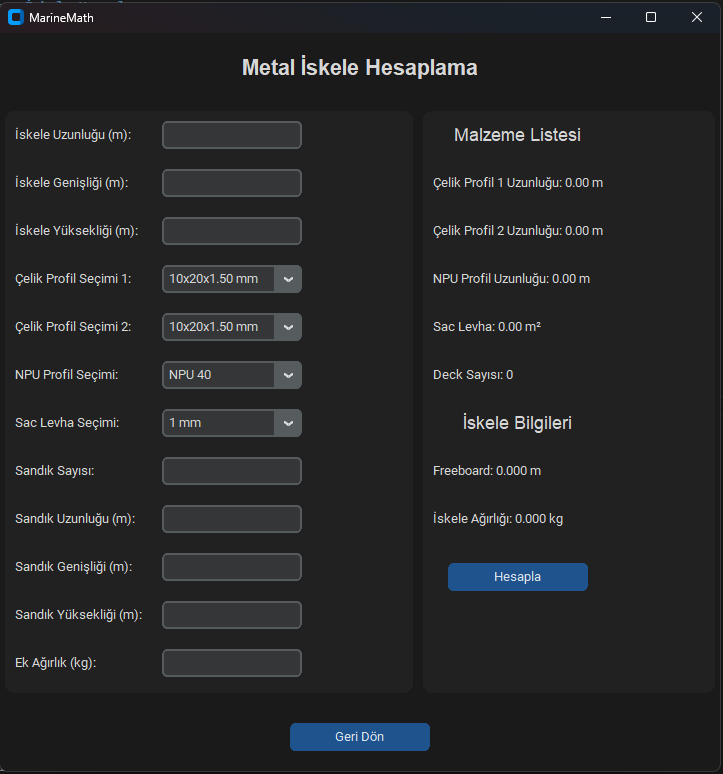 MarineMath
Metal İskele Hesaplama
İskele Uzunluğu (m):
İskele Genişliği (m):
İskele Yüksekliği (m):
Çelik Profil Seçimi 1: 10x20x1.50 mm
Çelik Profil Seçimi 2: 10x20x1.50 mm
NPU Profil Seçimi: NPU 40
Sac Levha Seçimi: 1 mm
Sandık Sayısı:
Sandık Uzunluğu (m):
Sandık Genişliği (m):
Sandık Yüksekliği (m):
Ek Ağırlık (kg):
Malzeme Listesi
Çelik Profil 1 Uzunluğu: 0.00 m
Çelik Profil 2 Uzunluğu: 0.00 m
NPU Profil Uzunluğu: 0.00 m
Sac Levha: 0.00 m²
Deck Sayısı: 0
İskele Bilgileri
Freeboard: 0.000 m
İskele Ağırlığı: 0.000 kg
Hesapla
Geri Dön